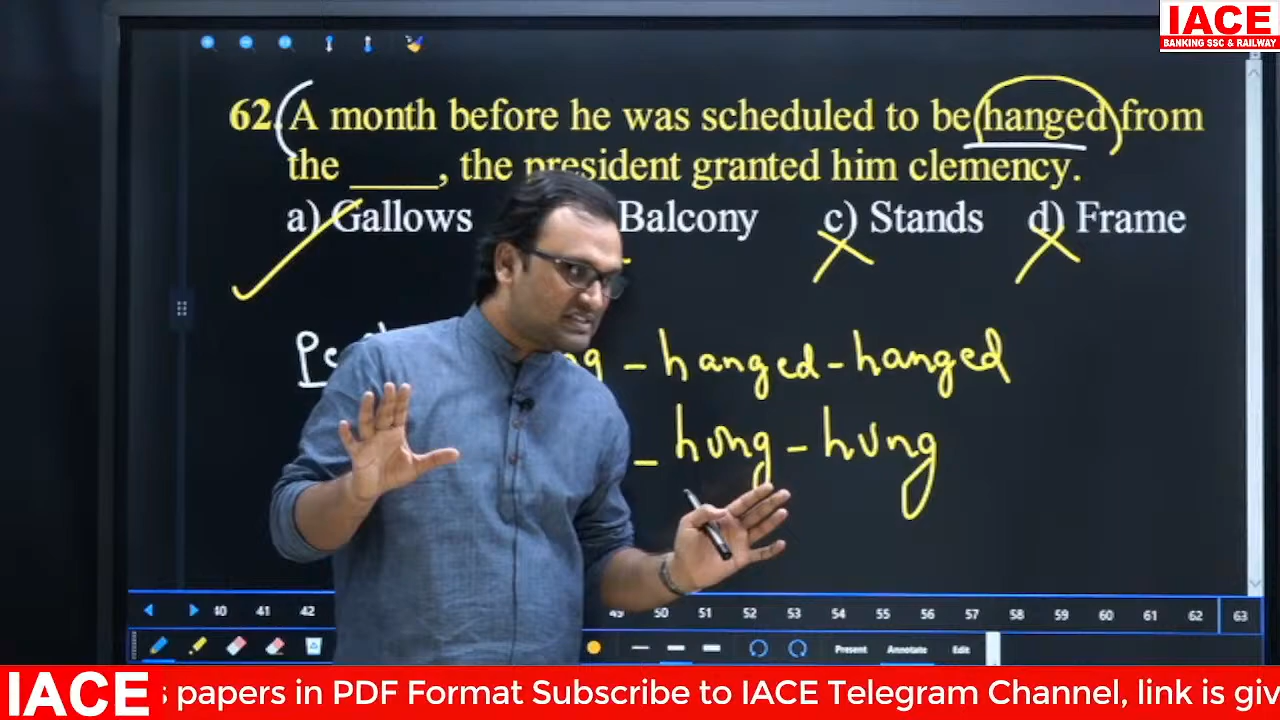 IACE
BANKING SSC & RAILWAY
62. A month before he was scheduled to be hanged from
the ____, the president granted him clemency.
a) Gallows Balcony c) Stands d) Frame
- hanged - hanged
- hung - hung
40 41 42 49 50 51 52 53 54 55 56 57 58 59 60 61 62 63
Present Annotate Edit
IACE papers in PDF Format Subscribe to IACE Telegram Channel, link is giv